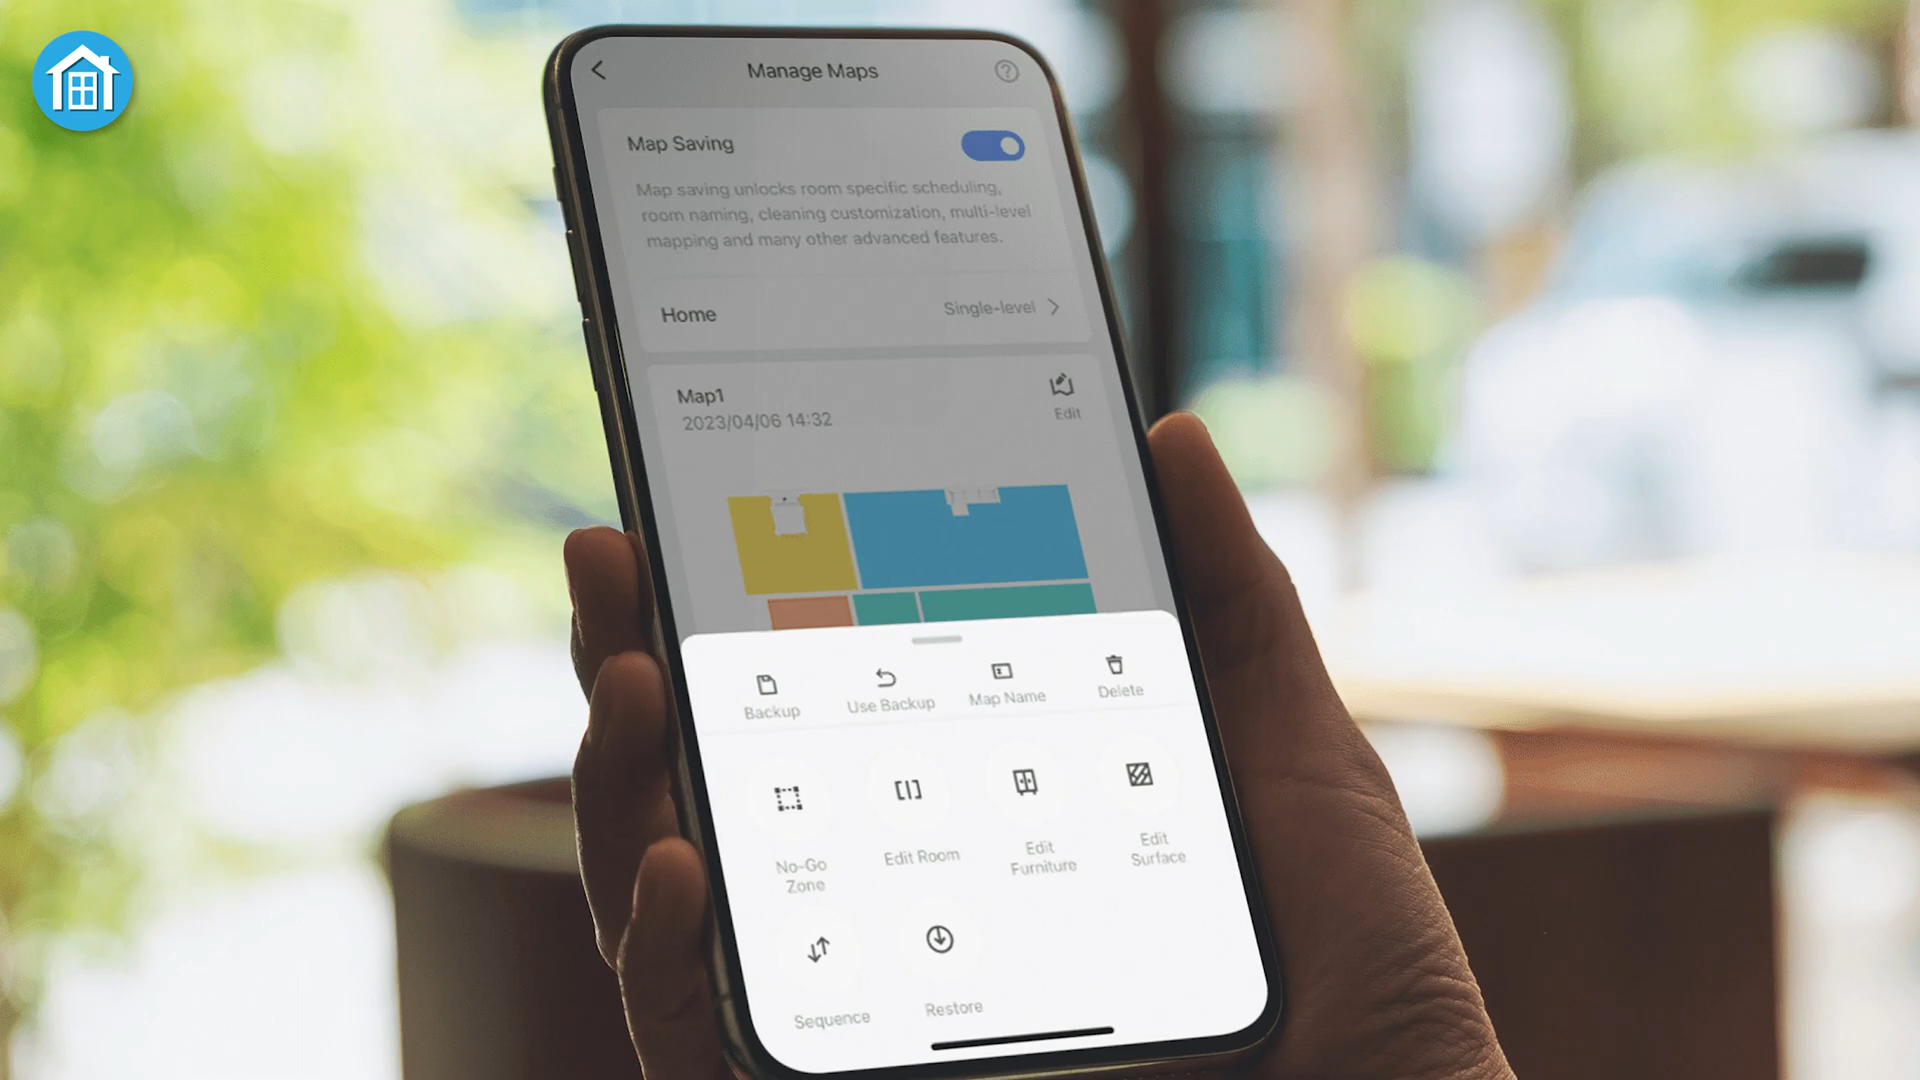 Manage Maps
Map Saving
Map saving unlocks room specific scheduling,
room naming, cleaning customization, multi-level
mapping and many other advanced features.
Home
Single-level
Map1
2023/04/06 14:32
Edit
Backup
Use Backup
Map Name
Delete
No-Go
Zone
Edit Room
Edit
Furniture
Edit
Surface
Sequence
Restore